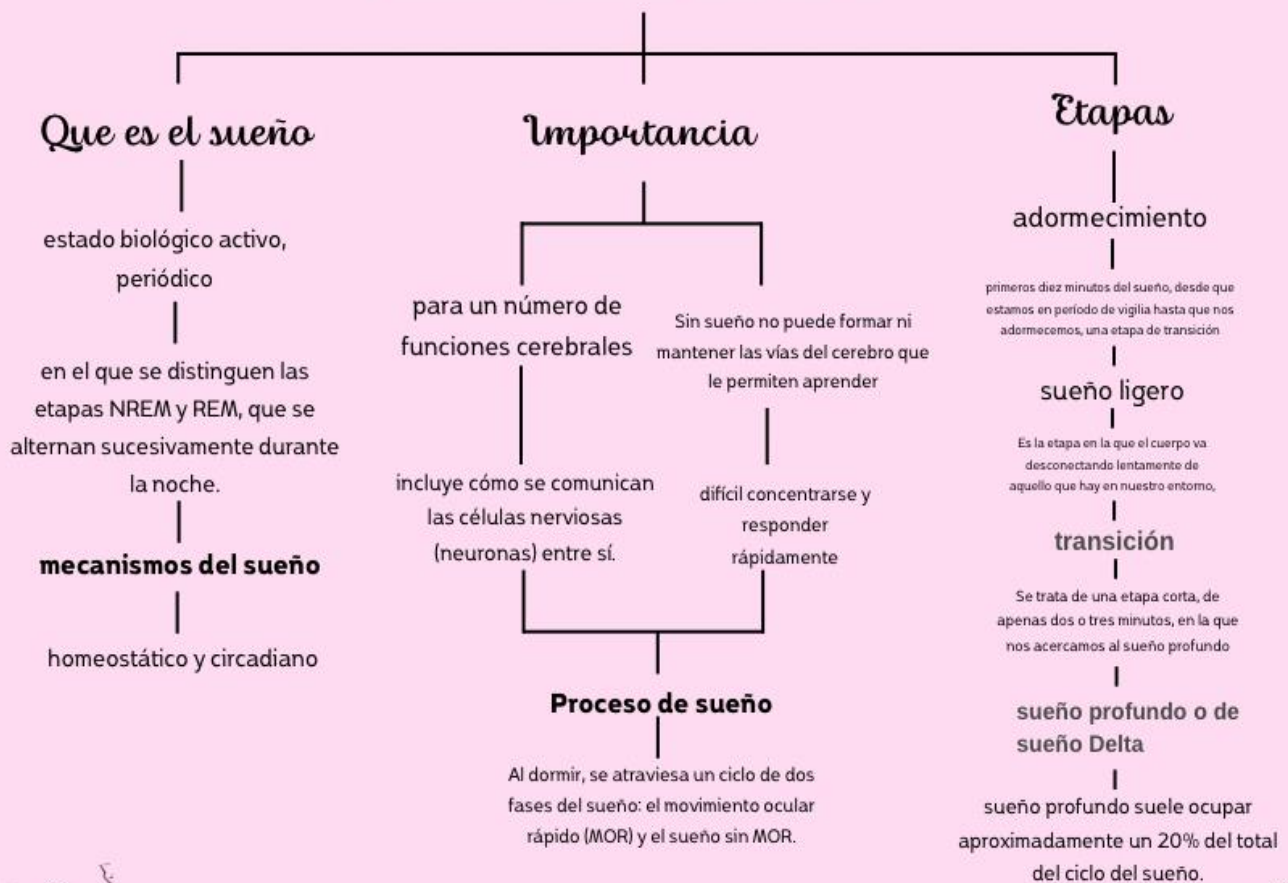 Que es el sueño
estado biológico activo,
periódico
en el que se distinguen las
etapas NREM y REM, que se
alternan sucesivamente durante
la noche.
mecanismos del sueño
homeostático y circadiano
Importancia
para un número de
funciones cerebrales
incluye cómo se comunican
las células nerviosas
(neuronas) entre sí.
Sin sueño no puede formar ni
mantener las vías del cerebro que
le permiten aprender
difícil concentrarse y
responder
rápidamente
Proceso de sueño
Al dormir, se atraviesa un ciclo de dos
fases del sueño: el movimiento ocular
rápido (MOR) y el sueño sin MOR.
Etapas
adormecimiento
primeros diez minutos del sueño, desde que
estamos en período de vigilia hasta que nos
adormecemos, una etapa de transición
sueño ligero
Es la etapa en la que el cuerpo va
desconectando lentamente de
aquello que hay en nuestro entorno,
transición
Se trata de una etapa corta, de
apenas dos o tres minutos, en la que
nos acercamos al sueño profundo
sueño profundo o de
sueño Delta
sueño profundo suele ocupar
aproximadamente un 20% del total
del ciclo del sueño.